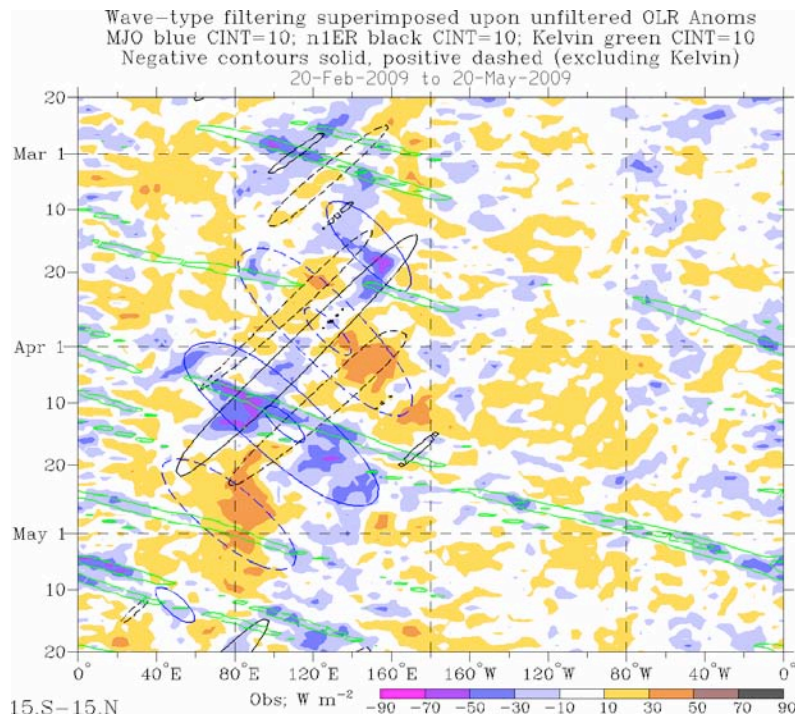 Wave-type filtering superimposed upon unfiltered OLR Anoms
MJO blue CINT=10; n1ER black CINT=10; Kelvin green CINT=10
Negative contours solid, positive dashed (excluding Kelvin)
20-Feb-2009 to 20-May-2009
20
Mar 1
10
20
Apr 1
10
20
May 1
10
20
0° 40 E 80°E 120 E 160°E 160 W 120 W 80°W 40 W 0°
15.S-15.N
Obs; W m-2
-90 -70 -50 -30 -10 10 30 50 70 90